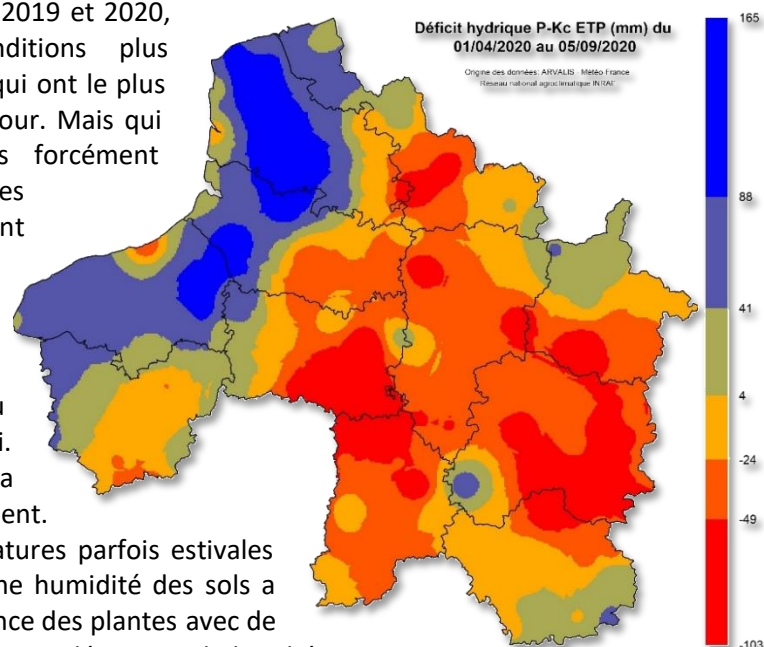 2019 et 2020,
nditions plus
qui ont le plus
our. Mais qui
s forcément
es
nt
u
i.
a
ent.
atures parfois estivales
ne humidité des sols a
nce des plantes avec de
Déficit hydrique P-Kc ETP (mm) du
01/04/2020 au 05/09/2020
Origine des données: ARVALIS - Météo France
Reseau national agroclimatique INRAE
165
88
41
4
-24
-49
-103